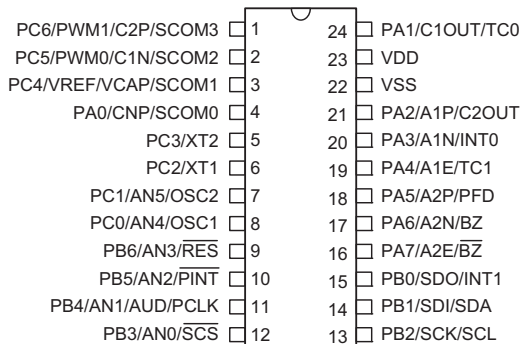 PC6/PWM1/C2P/SCOM3 1 24 PA1/C1OUT/TC0
PC5/PWM0/C1N/SCOM2 2 23 VDD
PC4/VREF/VCAP/SCOM1 3 22 VSS
PA0/CNP/SCOM0 4 21 PA2/A1P/C2OUT
PC3/XT2 5 20 PA3/A1N/INT0
PC2/XT1 6 19 PA4/A1E/TC1
PC1/AN5/OSC2 7 18 PA5/A2P/PFD
PC0/AN4/OSC1 8 17 PA6/A2N/BZ
PB6/AN3/R̅E̅S̅ 9 16 PA7/A2E/B̅Z̅
PB5/AN2/P̅I̅N̅T̅ 10 15 PB0/SDO/INT1
PB4/AN1/AUD/PCLK 11 14 PB1/SDI/SDA
PB3/AN0/S̅C̅S̅ 12 13 PB2/SCK/SCL